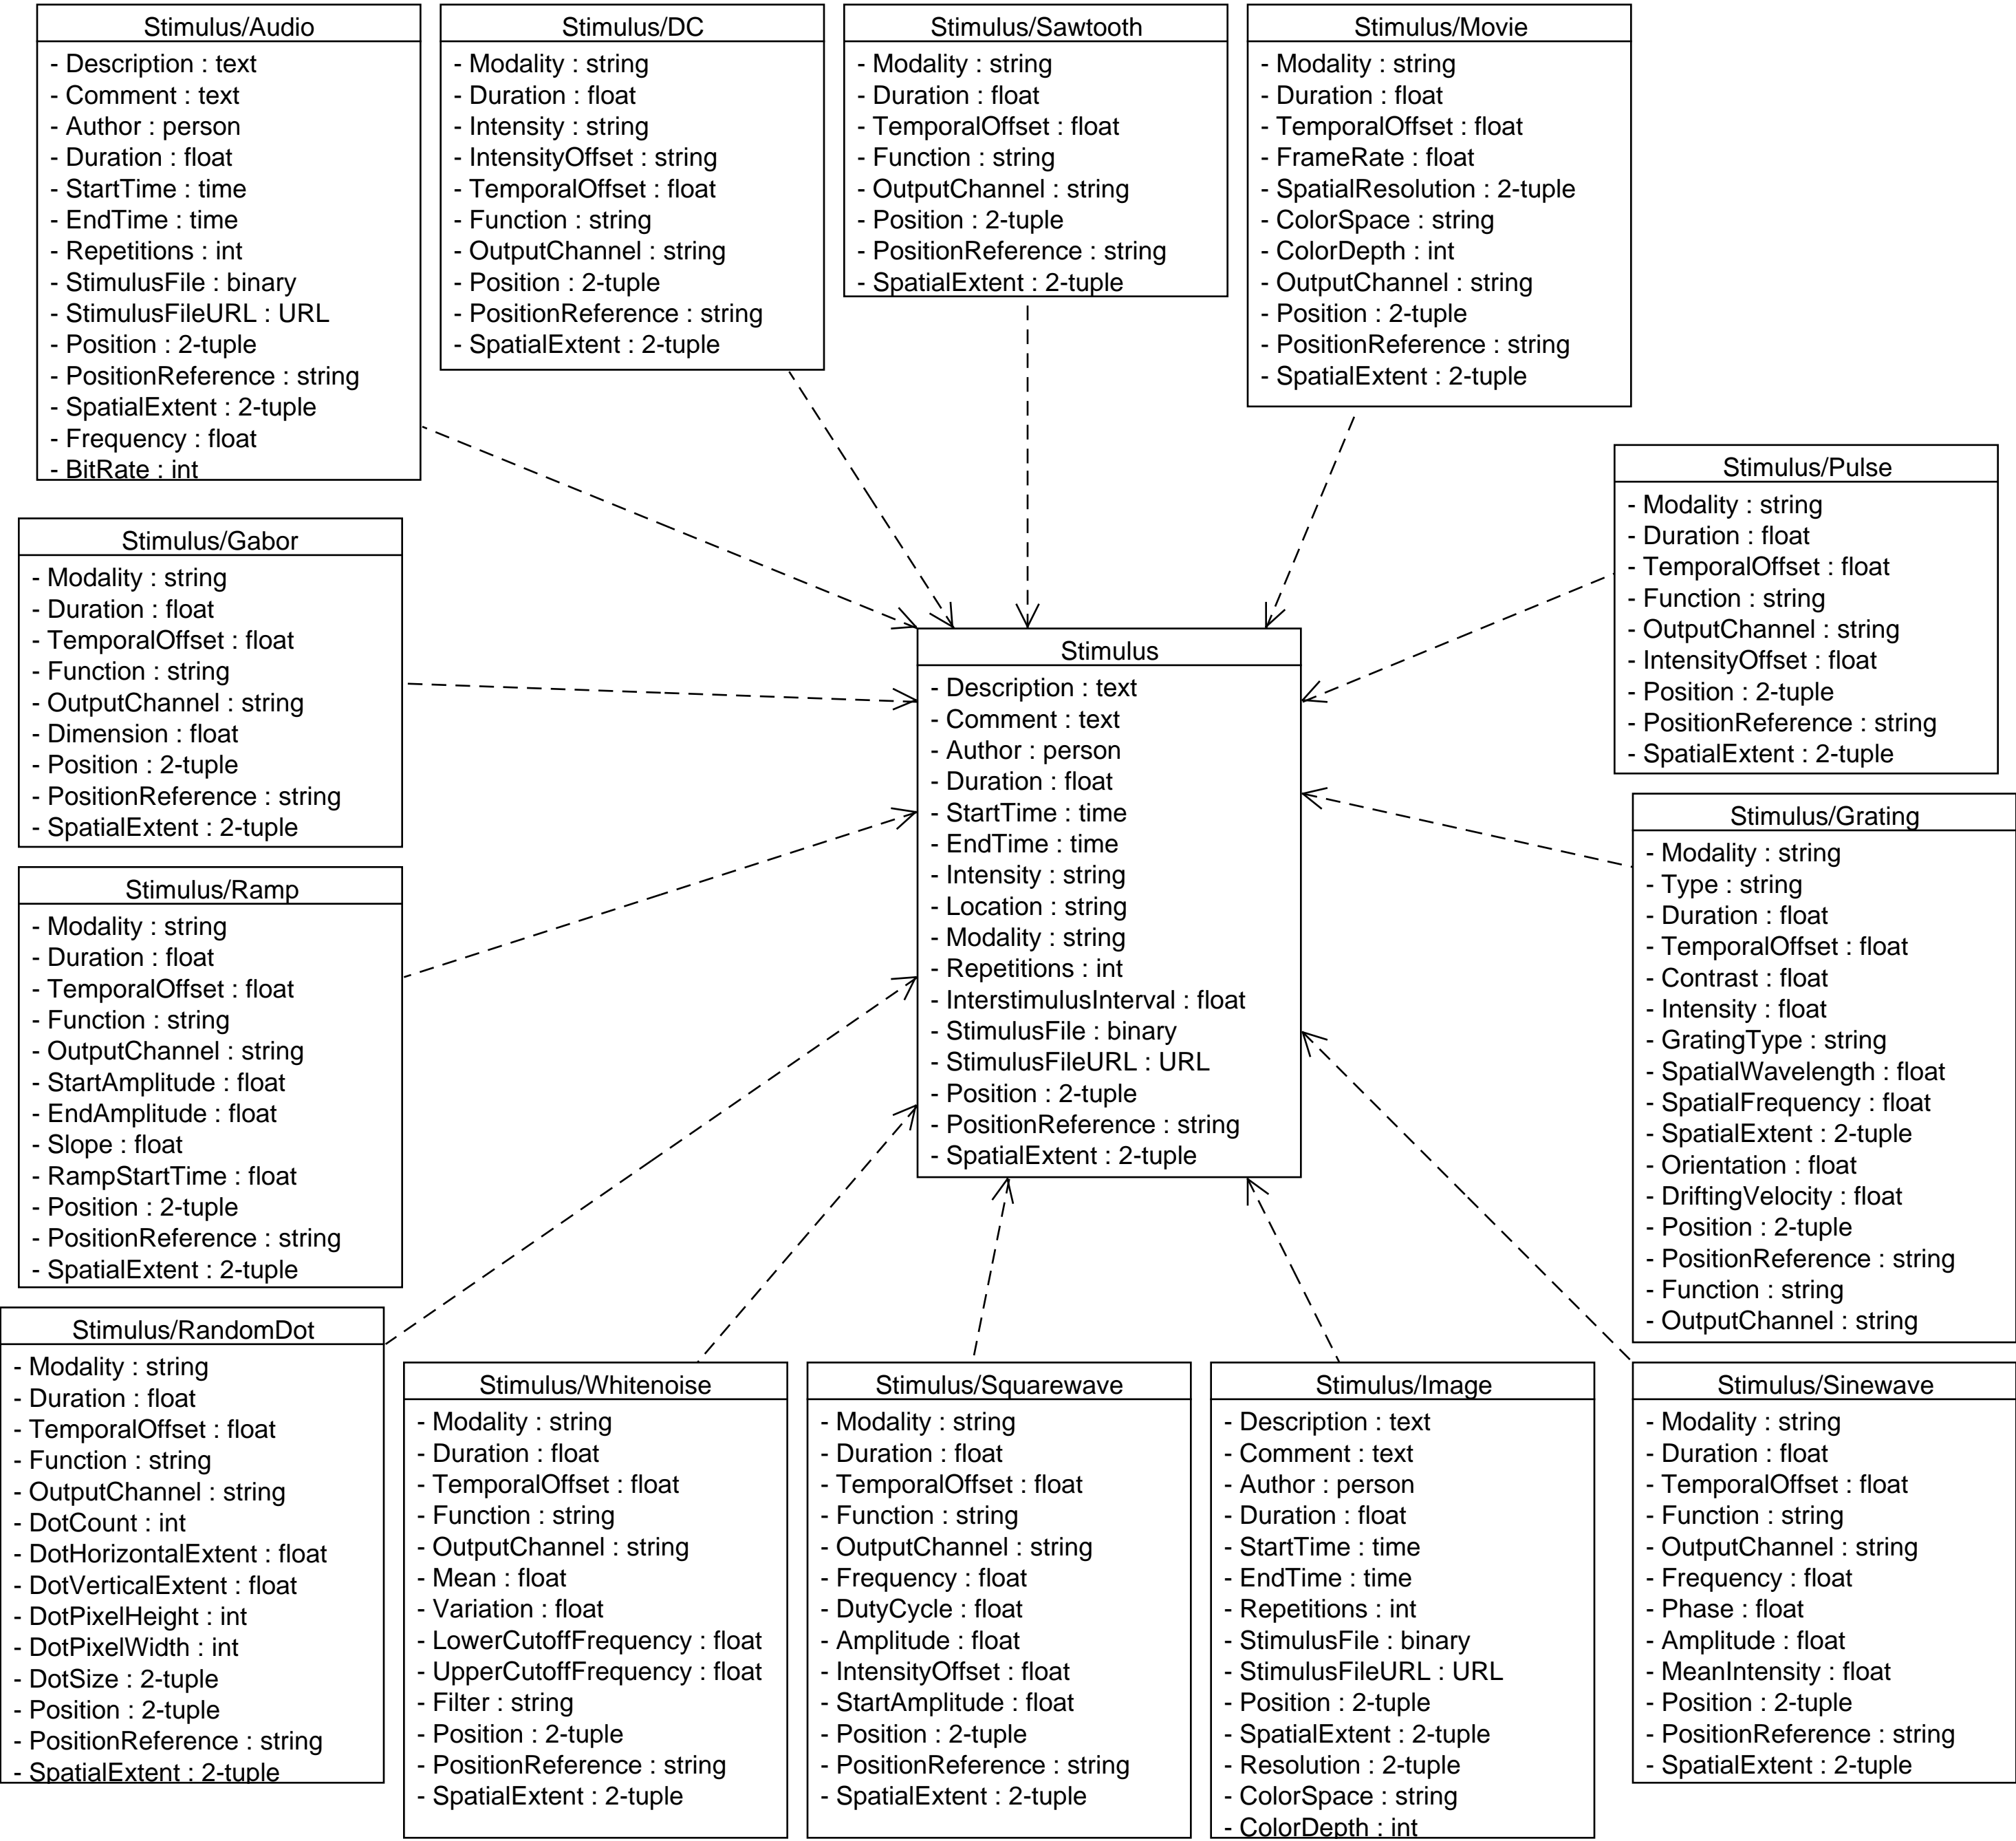 Stimulus/Audio
- Description : text
- Comment : text
- Author : person
- Duration : float
- StartTime : time
- EndTime : time
- Repetitions : int
- StimulusFile : binary
- StimulusFileURL : URL
- Position : 2-tuple
- PositionReference : string
- SpatialExtent : 2-tuple
- Frequency : float
- BitRate : int
Stimulus/DC
- Modality : string
- Duration : float
- Intensity : string
- IntensityOffset : string
- TemporalOffset : float
- Function : string
- OutputChannel : string
- Position : 2-tuple
- PositionReference : string
- SpatialExtent : 2-tuple
Stimulus/Sawtooth
- Modality : string
- Duration : float
- TemporalOffset : float
- Function : string
- OutputChannel : string
- Position : 2-tuple
- PositionReference : string
- SpatialExtent : 2-tuple
Stimulus/Movie
- Modality : string
- Duration : float
- TemporalOffset : float
- FrameRate : float
- SpatialResolution : 2-tuple
- ColorSpace : string
- ColorDepth : int
- OutputChannel : string
- Position : 2-tuple
- PositionReference : string
- SpatialExtent : 2-tuple
Stimulus/Pulse
- Modality : string
- Duration : float
- TemporalOffset : float
- Function : string
- OutputChannel : string
- IntensityOffset : float
- Position : 2-tuple
- PositionReference : string
- SpatialExtent : 2-tuple
Stimulus/Gabor
- Modality : string
- Duration : float
- TemporalOffset : float
- Function : string
- OutputChannel : string
- Dimension : float
- Position : 2-tuple
- PositionReference : string
- SpatialExtent : 2-tuple
Stimulus
- Description : text
- Comment : text
- Author : person
- Duration : float
- StartTime : time
- EndTime : time
- Intensity : string
- Location : string
- Modality : string
- Repetitions : int
- InterstimulusInterval : float
- StimulusFile : binary
- StimulusFileURL : URL
- Position : 2-tuple
- PositionReference : string
- SpatialExtent : 2-tuple
Stimulus/Grating
- Modality : string
- Type : string
- Duration : float
- TemporalOffset : float
- Contrast : float
- Intensity : float
- GratingType : string
- SpatialWavelength : float
- SpatialFrequency : float
- SpatialExtent : 2-tuple
- Orientation : float
- DriftingVelocity : float
- Position : 2-tuple
- PositionReference : string
- Function : string
- OutputChannel : string
Stimulus/Ramp
- Modality : string
- Duration : float
- TemporalOffset : float
- Function : string
- OutputChannel : string
- StartAmplitude : float
- EndAmplitude : float
- Slope : float
- RampStartTime : float
- Position : 2-tuple
- PositionReference : string
- SpatialExtent : 2-tuple
Stimulus/RandomDot
- Modality : string
- Duration : float
- TemporalOffset : float
- Function : string
- OutputChannel : string
- DotCount : int
- DotHorizontalExtent : float
- DotVerticalExtent : float
- DotPixelHeight : int
- DotPixelWidth : int
- DotSize : 2-tuple
- Position : 2-tuple
- PositionReference : string
- SpatialExtent : 2-tuple
Stimulus/Whitenoise
- Modality : string
- Duration : float
- TemporalOffset : float
- Function : string
- OutputChannel : string
- Mean : float
- Variation : float
- LowerCutoffFrequency : float
- UpperCutoffFrequency : float
- Filter : string
- Position : 2-tuple
- PositionReference : string
- SpatialExtent : 2-tuple
Stimulus/Squarewave
- Modality : string
- Duration : float
- TemporalOffset : float
- Function : string
- OutputChannel : string
- Frequency : float
- DutyCycle : float
- Amplitude : float
- IntensityOffset : float
- StartAmplitude : float
- Position : 2-tuple
- PositionReference : string
- SpatialExtent : 2-tuple
Stimulus/Image
- Description : text
- Comment : text
- Author : person
- Duration : float
- StartTime : time
- EndTime : time
- Repetitions : int
- StimulusFile : binary
- StimulusFileURL : URL
- Position : 2-tuple
- SpatialExtent : 2-tuple
- Resolution : 2-tuple
- ColorSpace : string
- ColorDepth : int
Stimulus/Sinewave
- Modality : string
- Duration : float
- TemporalOffset : float
- Function : string
- OutputChannel : string
- Frequency : float
- Phase : float
- Amplitude : float
- MeanIntensity : float
- Position : 2-tuple
- PositionReference : string
- SpatialExtent : 2-tuple